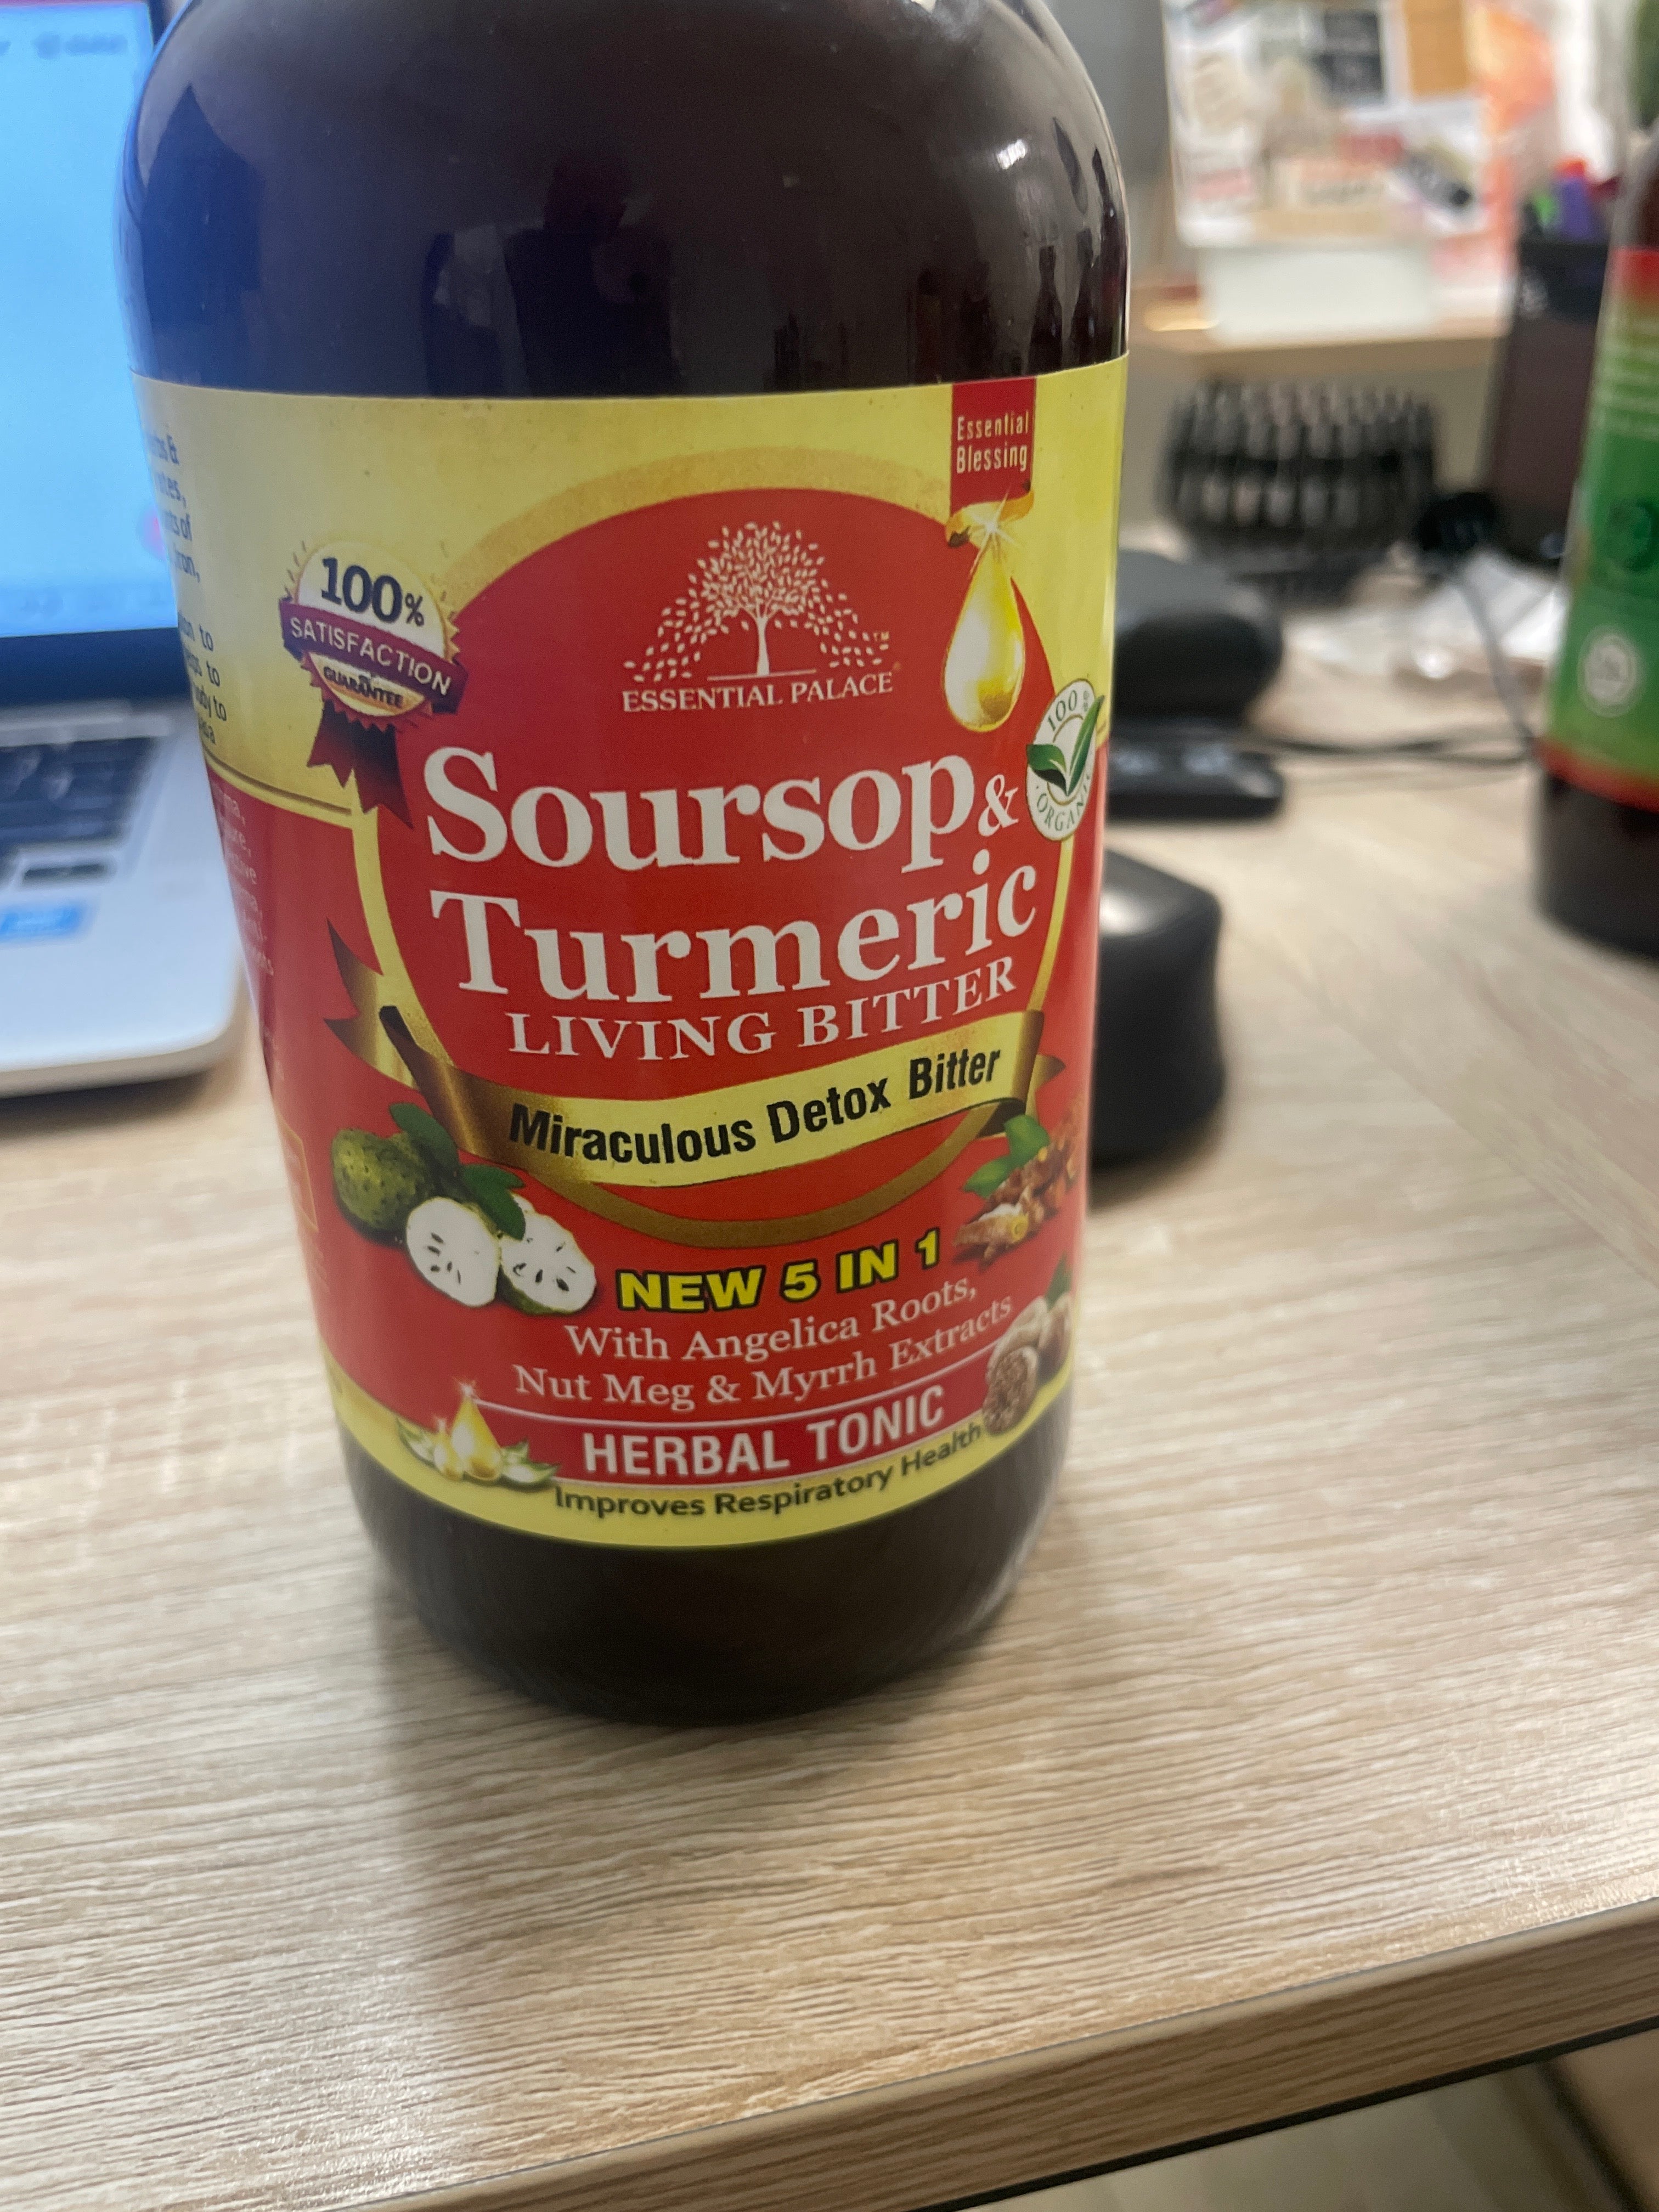 Essential
Blessing
100%
SATISFACTION
GUARANTEE
ESSENTIAL PALACE
TM
100%
ORGANIC
Soursop &
Turmeric
LIVING BITTER
Miraculous Detox Bitter
NEW 5 IN 1
With Angelica Roots,
Nut Meg & Myrrh Extracts
HERBAL TONIC
Improves Respiratory Health